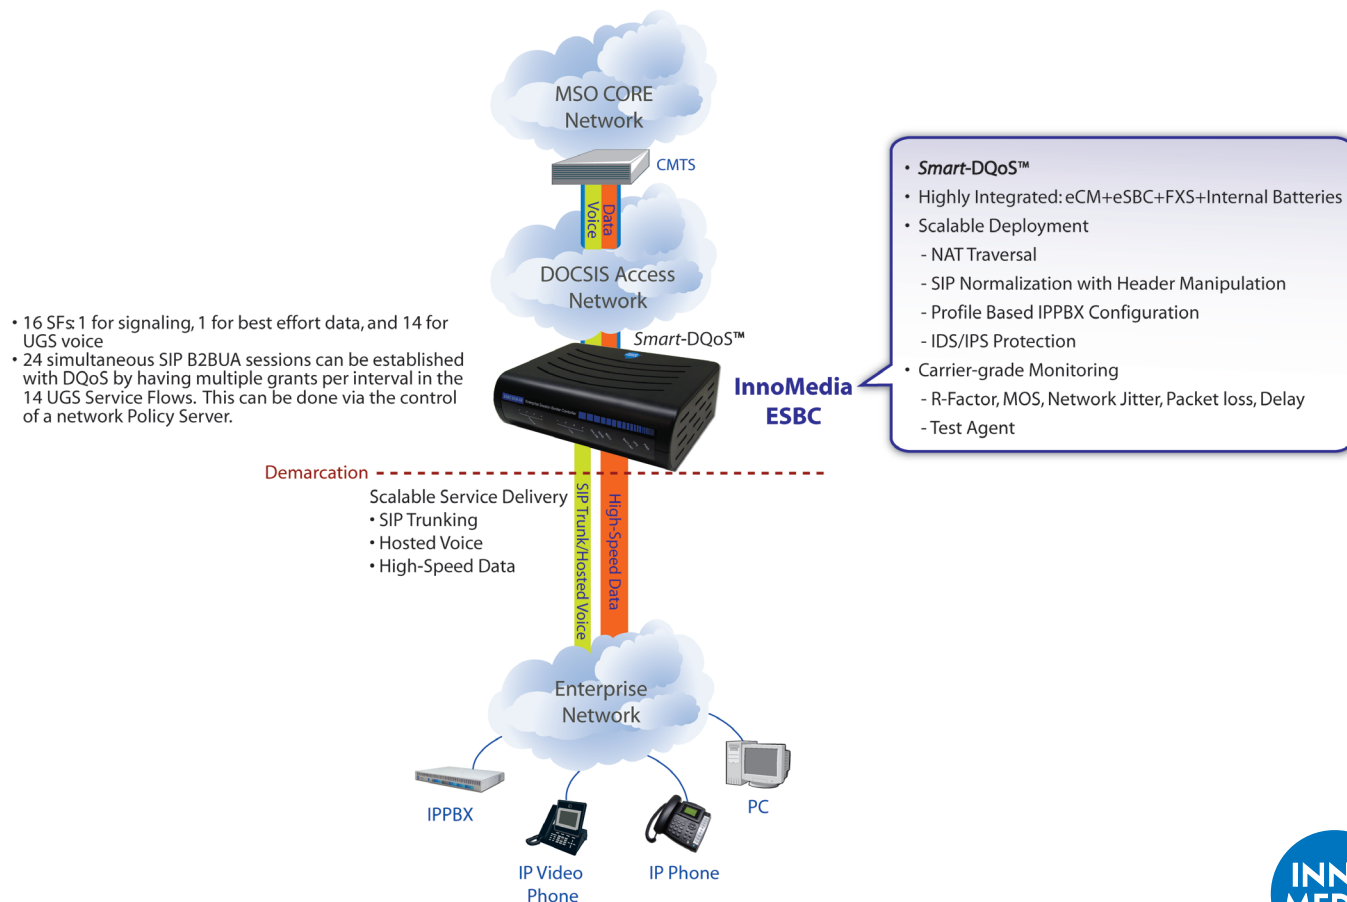 MSO CORE
Network
CMTS
Voice
Data
DOCSIS Access
Network
• 16 SFs: 1 for signaling, 1 for best effort data, and 14 for
UGS voice
• 24 simultaneous SIP B2BUA sessions can be established
with DQoS by having multiple grants per interval in the
14 UGS Service Flows. This can be done via the control
of a network Policy Server.
Smart-DQoS™
InnoMedia
ESBC
• Smart-DQoS™
• Highly Integrated: eCM+eSBC+FXS+Internal Batteries
• Scalable Deployment
- NAT Traversal
- SIP Normalization with Header Manipulation
- Profile Based IPPBX Configuration
- IDS/IPS Protection
• Carrier-grade Monitoring
- R-Factor, MOS, Network Jitter, Packet loss, Delay
- Test Agent
Demarcation
Scalable Service Delivery
• SIP Trunking
• Hosted Voice
• High-Speed Data
SIP Trunk/Hosted Voice
High-Speed Data
Enterprise
Network
IPPBX
IP Video
Phone
IP Phone
PC
INN